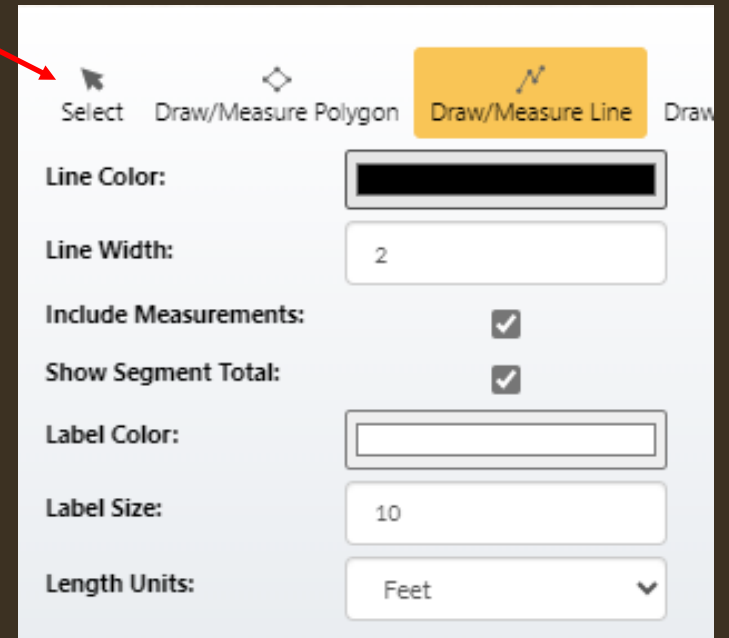 Select Draw/Measure Polygon Draw/Measure Line Draw
Line Color:
Line Width: 2
Include Measurements:
Show Segment Total:
Label Color:
Label Size: 10
Length Units: Feet